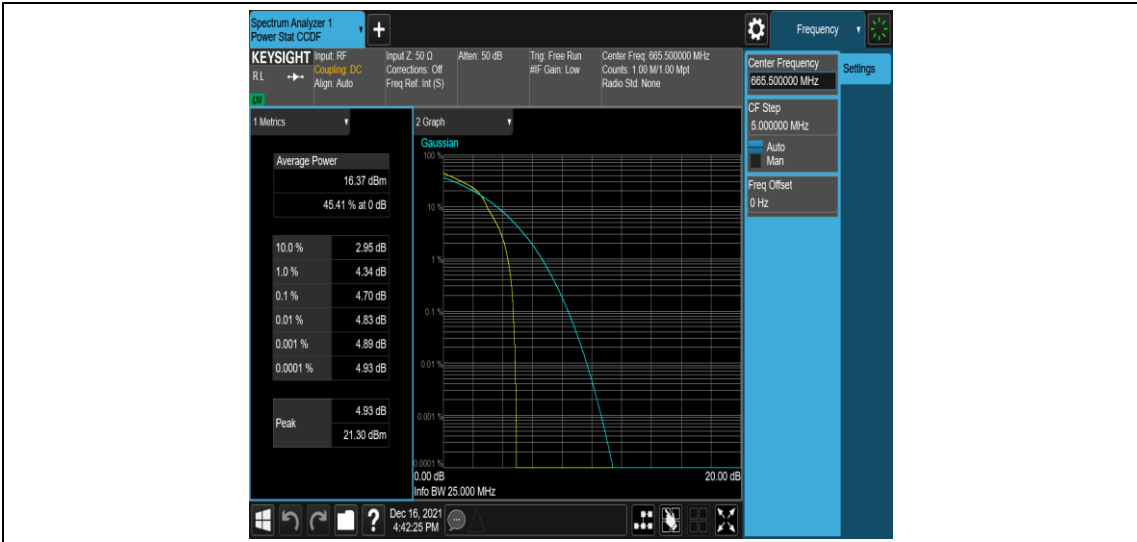 Spectrum Analyzer 1
Power Stat CCDF
+
Frequency
KEYSIGHT
RL
LXI
Input: RF
Coupling: DC
Align: Auto
Input Z: 50 Ω
Corrections: Off
Freq Ref: Int (S)
Atten: 50 dB
Trig: Free Run
#IF Gain: Low
Center Freq: 665.500000 MHz
Counts: 1.00 M/1.00 Mpt
Radio Std: None
Center Frequency
665.500000 MHz
Settings
CF Step
5.000000 MHz
Auto
Man
Freq Offset
0 Hz
1 Metrics
Average Power
16.37 dBm
45.41 % at 0 dB
10.0 % 2.95 dB
1.0 % 4.34 dB
0.1 % 4.70 dB
0.01 % 4.83 dB
0.001 % 4.89 dB
0.0001 % 4.93 dB
Peak
4.93 dB
21.30 dBm
2 Graph
Gaussian
100 %
10 %
1 %
0.1 %
0.01 %
0.001 %
0.0001 %
0.00 dB
20.00 dB
Info BW 25.000 MHz
?
Dec 16, 2021
4:42:25 PM